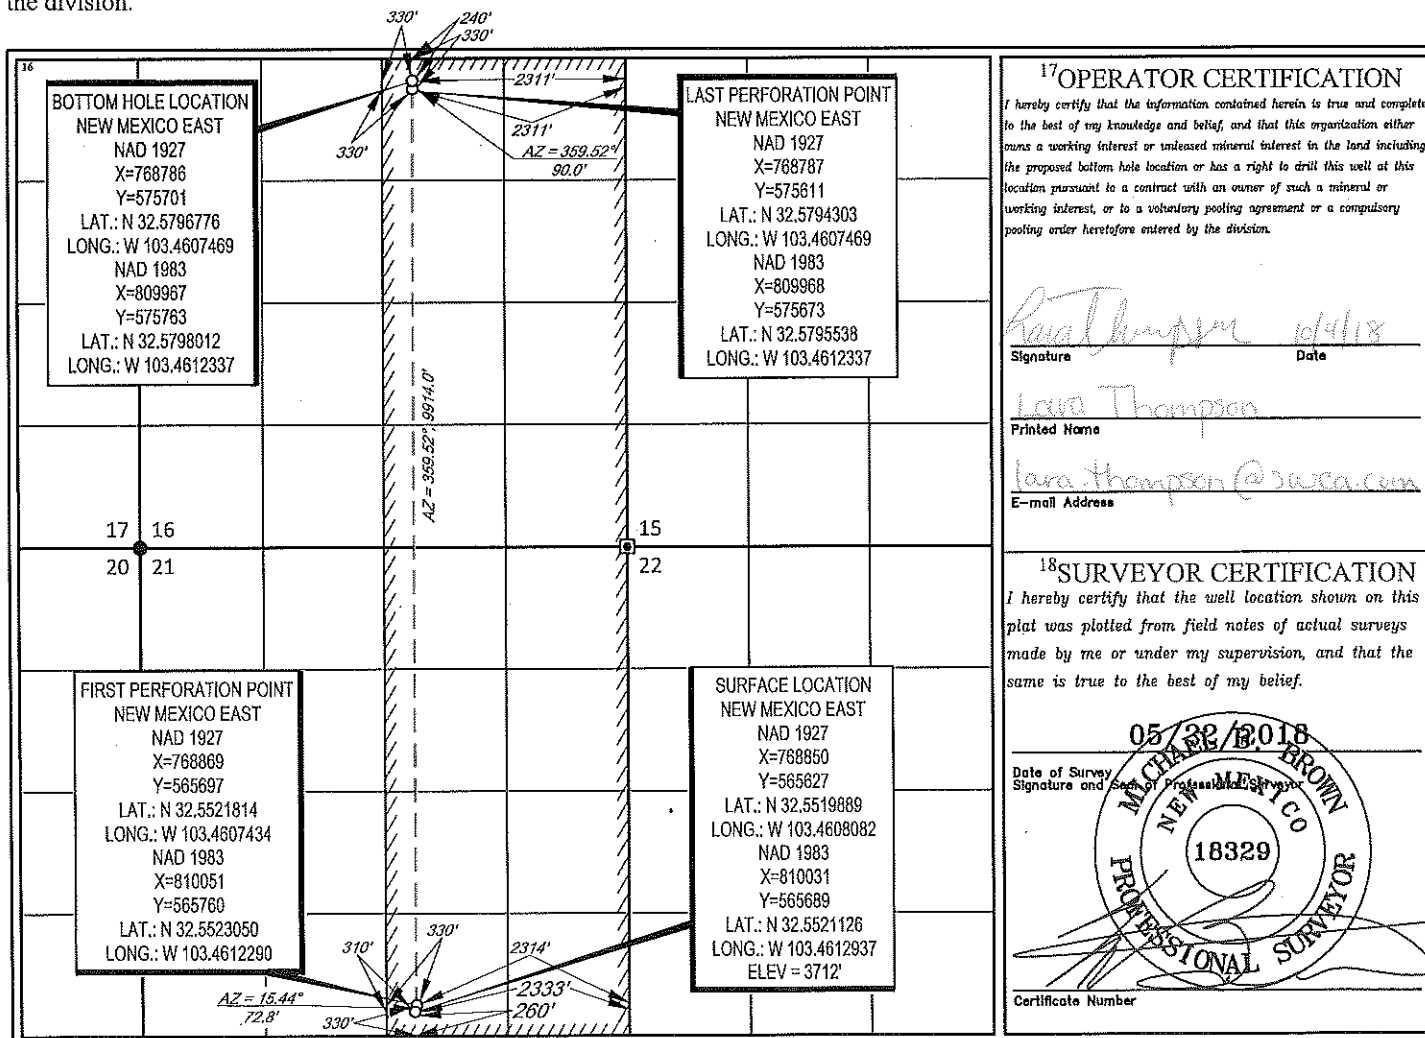 the division.
16
330'
240'
330'
2311'
2311'
330'
AZ = 359.52°
90.0'
BOTTOM HOLE LOCATION
NEW MEXICO EAST
NAD 1927
X=768786
Y=575701
LAT.: N 32.5796776
LONG.: W 103.4607469
NAD 1983
X=809967
Y=575763
LAT.: N 32.5798012
LONG.: W 103.4612337
LAST PERFORATION POINT
NEW MEXICO EAST
NAD 1927
X=768787
Y=575611
LAT.: N 32.5794303
LONG.: W 103.4607469
NAD 1983
X=809968
Y=575673
LAT.: N 32.5795538
LONG.: W 103.4612337
AZ = 359.52°, 9914.0'
17 16
20 21
15
22
FIRST PERFORATION POINT
NEW MEXICO EAST
NAD 1927
X=768869
Y=565697
LAT.: N 32.5521814
LONG.: W 103.4607434
NAD 1983
X=810051
Y=565760
LAT.: N 32.5523050
LONG.: W 103.4612290
SURFACE LOCATION
NEW MEXICO EAST
NAD 1927
X=768850
Y=565627
LAT.: N 32.5519889
LONG.: W 103.4608082
NAD 1983
X=810031
Y=565689
LAT.: N 32.5521126
LONG.: W 103.4612937
ELEV = 3712'
310'
330'
2314'
2333'
260'
AZ = 15.44°
72.8'
330'
17OPERATOR CERTIFICATION
I hereby certify that the information contained herein is true and complete
to the best of my knowledge and belief, and that this organization either
owns a working interest or unleased mineral interest in the land including
the proposed bottom hole location or has a right to drill this well at this
location pursuant to a contract with an owner of such a mineral or
working interest, or to a voluntary pooling agreement or a compulsory
pooling order heretofore entered by the division.
Lara Thompson 10/9/18
Signature Date
Lara Thompson
Printed Name
lara.thompson@swca.com
E-mail Address
18SURVEYOR CERTIFICATION
I hereby certify that the well location shown on this
plat was plotted from field notes of actual surveys
made by me or under my supervision, and that the
same is true to the best of my belief.
05/ /2018
Date of Survey
Signature and Seal of Professional Surveyor
MICHAEL B. BROWN
NEW MEXICO
18329
PROFESSIONAL SURVEYOR
Certificate Number